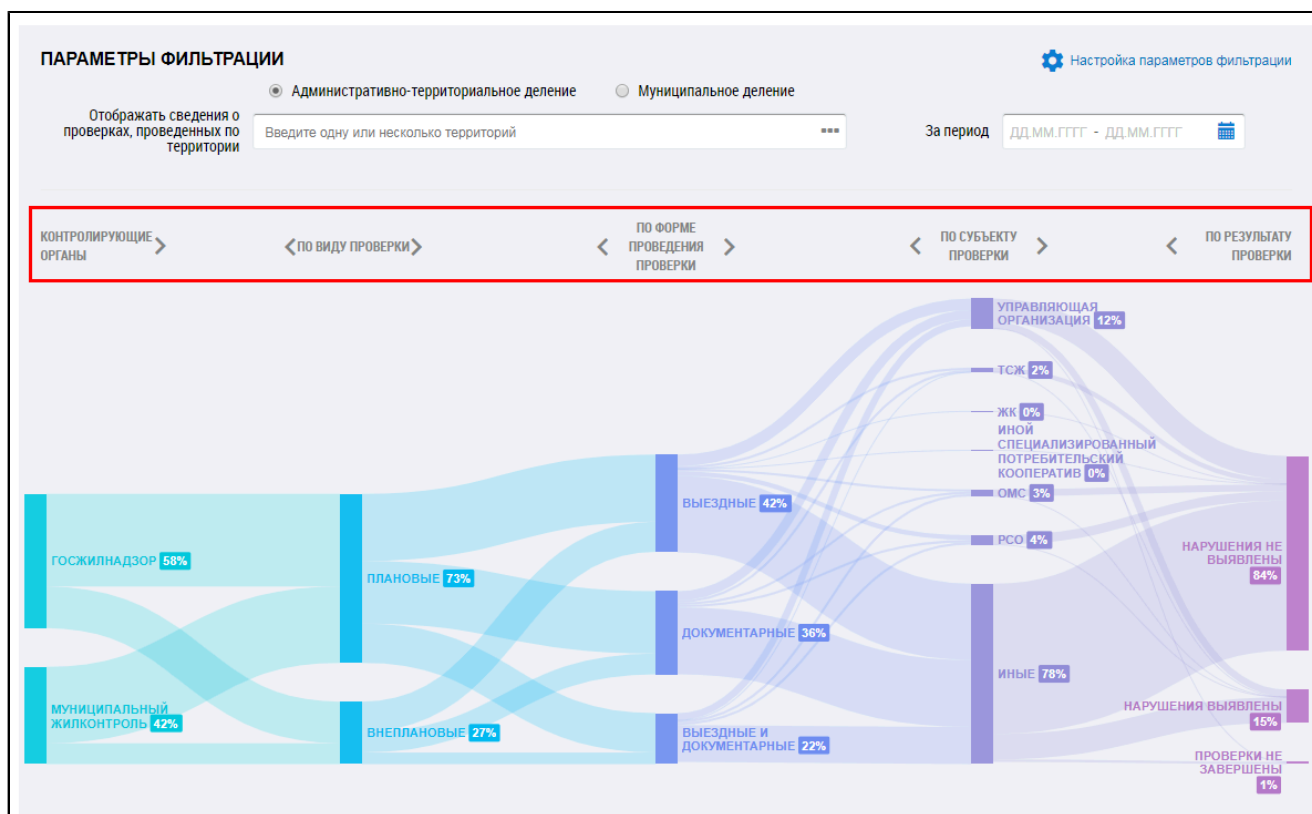 ПАРАМЕТРЫ ФИЛЬТРАЦИИ
Настройка параметров фильтрации
Административно-территориальное деление
Муниципальное деление
Отображать сведения о
проверках, проведенных по
территории
Введите одну или несколько территорий
За период
ДД.ММ.ГГГГ - ДД.ММ.ГГГГ
КОНТРОЛИРУЮЩИЕ
ОРГАНЫ
ПО ВИДУ ПРОВЕРКИ
ПО ФОРМЕ
ПРОВЕДЕНИЯ
ПРОВЕРКИ
ПО СУБЪЕКТУ
ПРОВЕРКИ
ПО РЕЗУЛЬТАТУ
ПРОВЕРКИ
ГОСЖИЛНАДЗОР 58%
МУНИЦИПАЛЬНЫЙ
ЖИЛКОНТРОЛЬ 42%
ПЛАНОВЫЕ 73%
ВНЕПЛАНОВЫЕ 27%
ВЫЕЗДНЫЕ 42%
ДОКУМЕНТАРНЫЕ 36%
ВЫЕЗДНЫЕ И
ДОКУМЕНТАРНЫЕ 22%
УПРАВЛЯЮЩАЯ
ОРГАНИЗАЦИЯ 12%
ТСЖ 2%
ЖК 0%
ИНОЙ
СПЕЦИАЛИЗИРОВАННЫЙ
ПОТРЕБИТЕЛЬСКИЙ
КООПЕРАТИВ 0%
ОМС 3%
РСО 4%
ИНЫЕ 78%
НАРУШЕНИЯ НЕ
ВЫЯВЛЕНЫ
84%
НАРУШЕНИЯ ВЫЯВЛЕНЫ
15%
ПРОВЕРКИ НЕ
ЗАВЕРШЕНЫ
1%